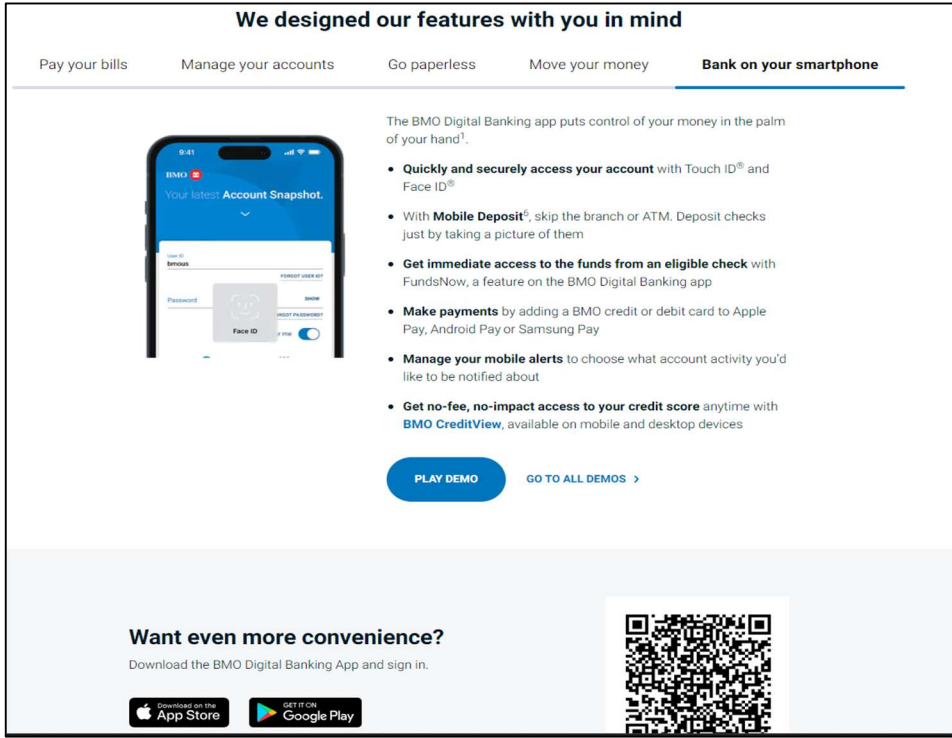 We designed our features with you in mind
Pay your bills Manage your accounts Go paperless Move your money Bank on your smartphone
The BMO Digital Banking app puts control of your money in the palm
of your hand¹.
• Quickly and securely access your account with Touch ID® and
Face ID®
• With Mobile Deposit⁶, skip the branch or ATM. Deposit checks
just by taking a picture of them
• Get immediate access to the funds from an eligible check with
FundsNow, a feature on the BMO Digital Banking app
• Make payments by adding a BMO credit or debit card to Apple
Pay, Android Pay or Samsung Pay
• Manage your mobile alerts to choose what account activity you'd
like to be notified about
• Get no-fee, no-impact access to your credit score anytime with
BMO CreditView, available on mobile and desktop devices
PLAY DEMO GO TO ALL DEMOS >
9:41
BMO
Your latest Account Snapshot.
User ID
bmous
FORGOT USER ID?
Password SHOW
RGOT PASSWORD?
Face ID
r me
Want even more convenience?
Download the BMO Digital Banking App and sign in.
Download on the
App Store
GET IT ON
Google Play